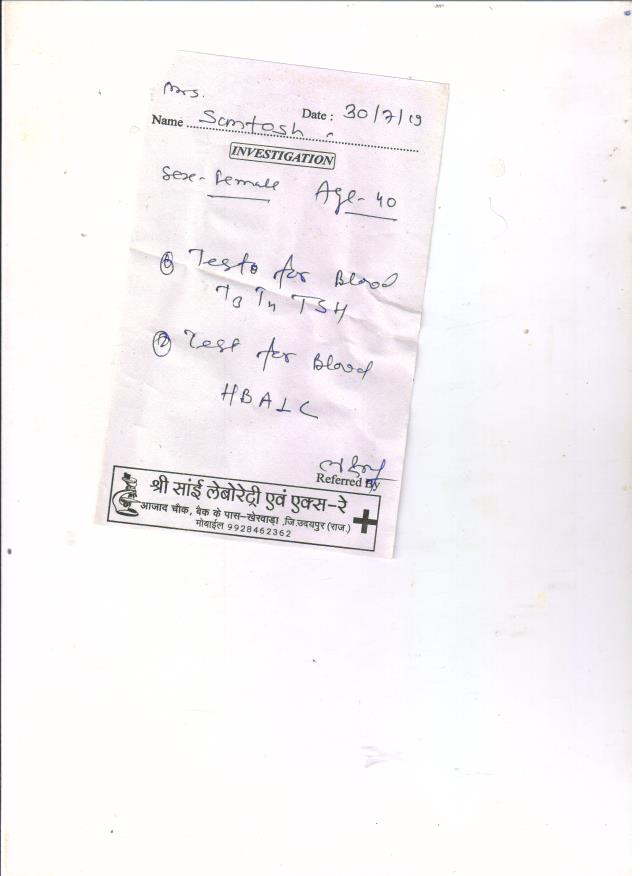 Mrs.
Date : 30/7/19
Name Santosh
INVESTIGATION
Sex - Female Age - 40
① Test for Blood
T3 T4 TSH
② Test for Blood
HBA1C
Referred By
श्री सांई लेबोरेट्री एवं एक्स-रे
आजाद चौक, बैक के पास-खेरवाड़ा ,जि.उदयपुर (राज.)
मोबाईल 9928462362